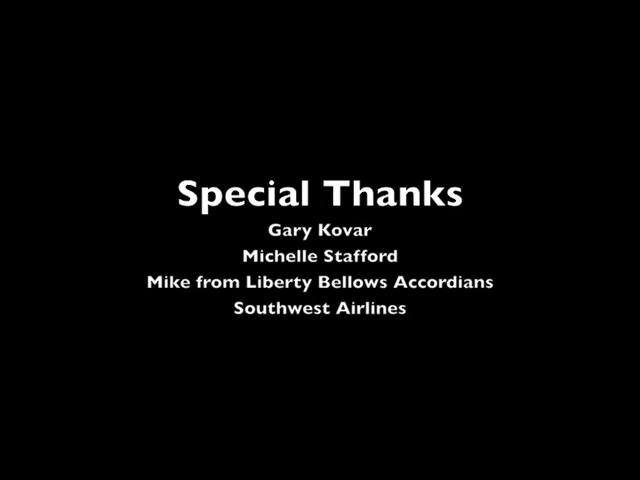 Special Thanks
Gary Kovar
Michelle Stafford
Mike from Liberty Bellows Accordians
Southwest Airlines